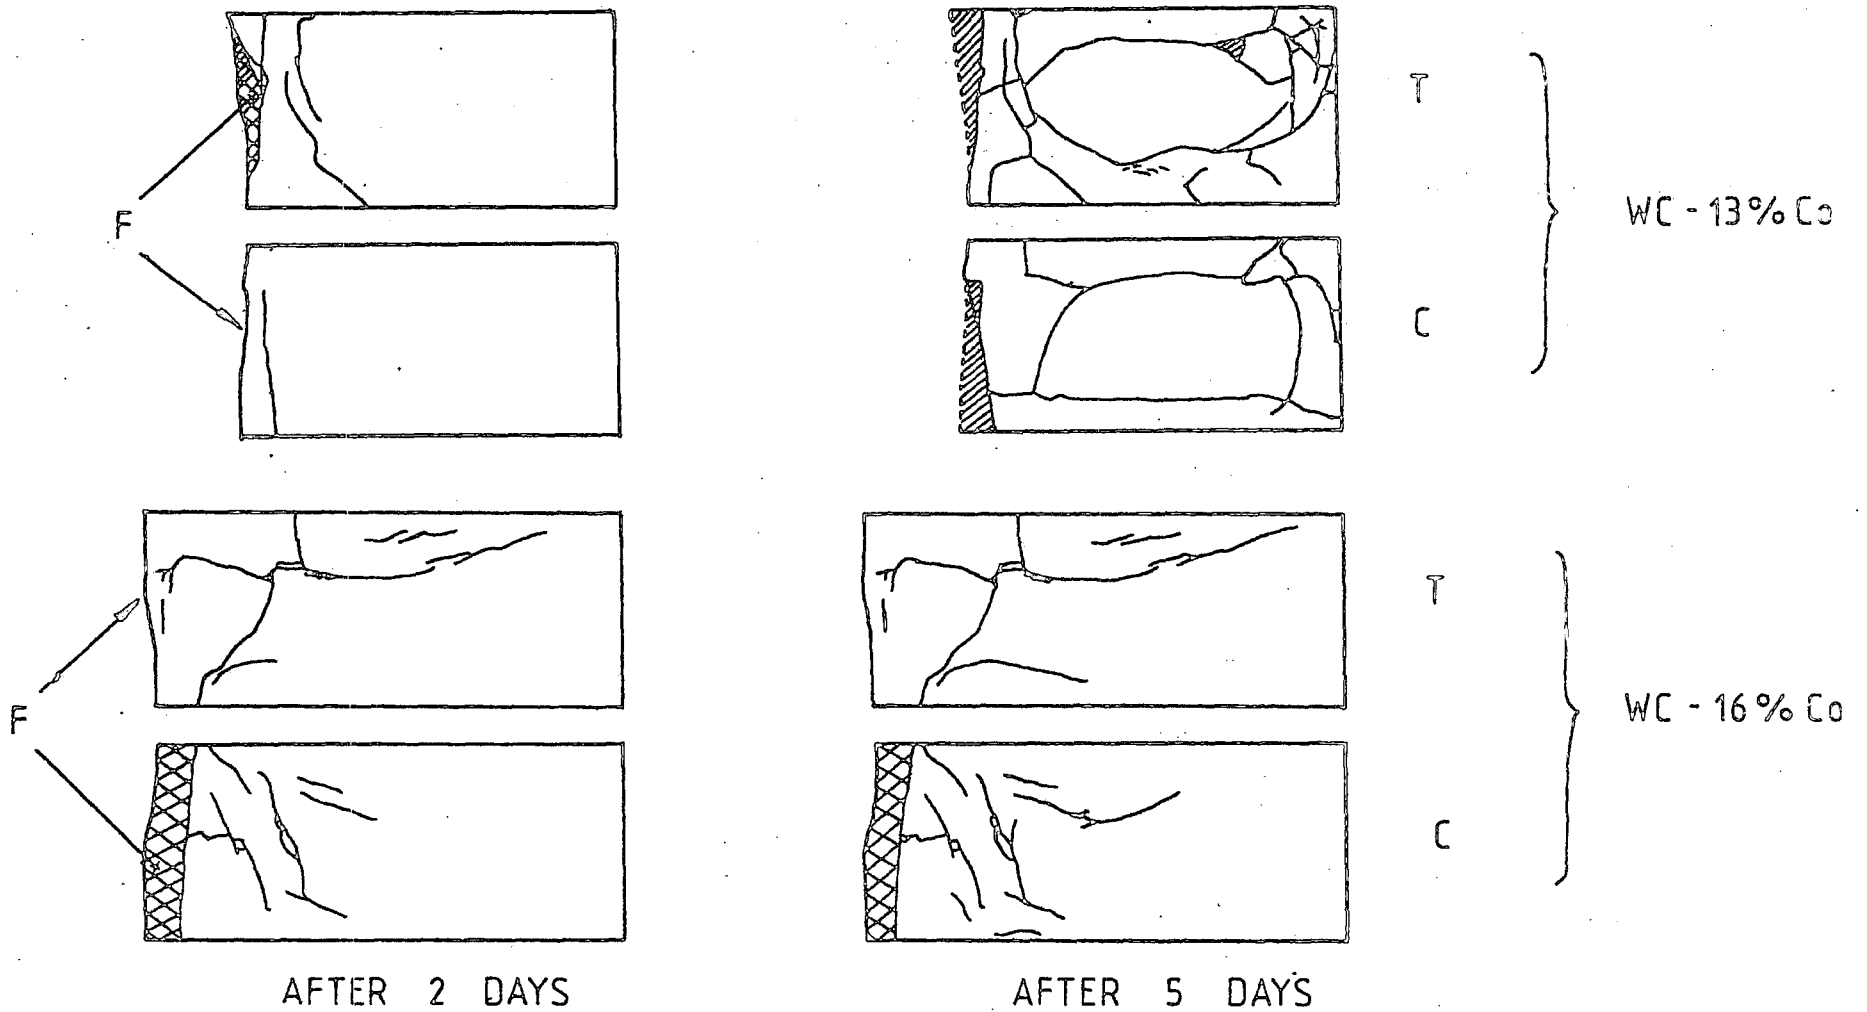 T
F
WC - 13% Co
C
T
F
WC - 16% Co
C
AFTER 2 DAYS
AFTER 5 DAYS